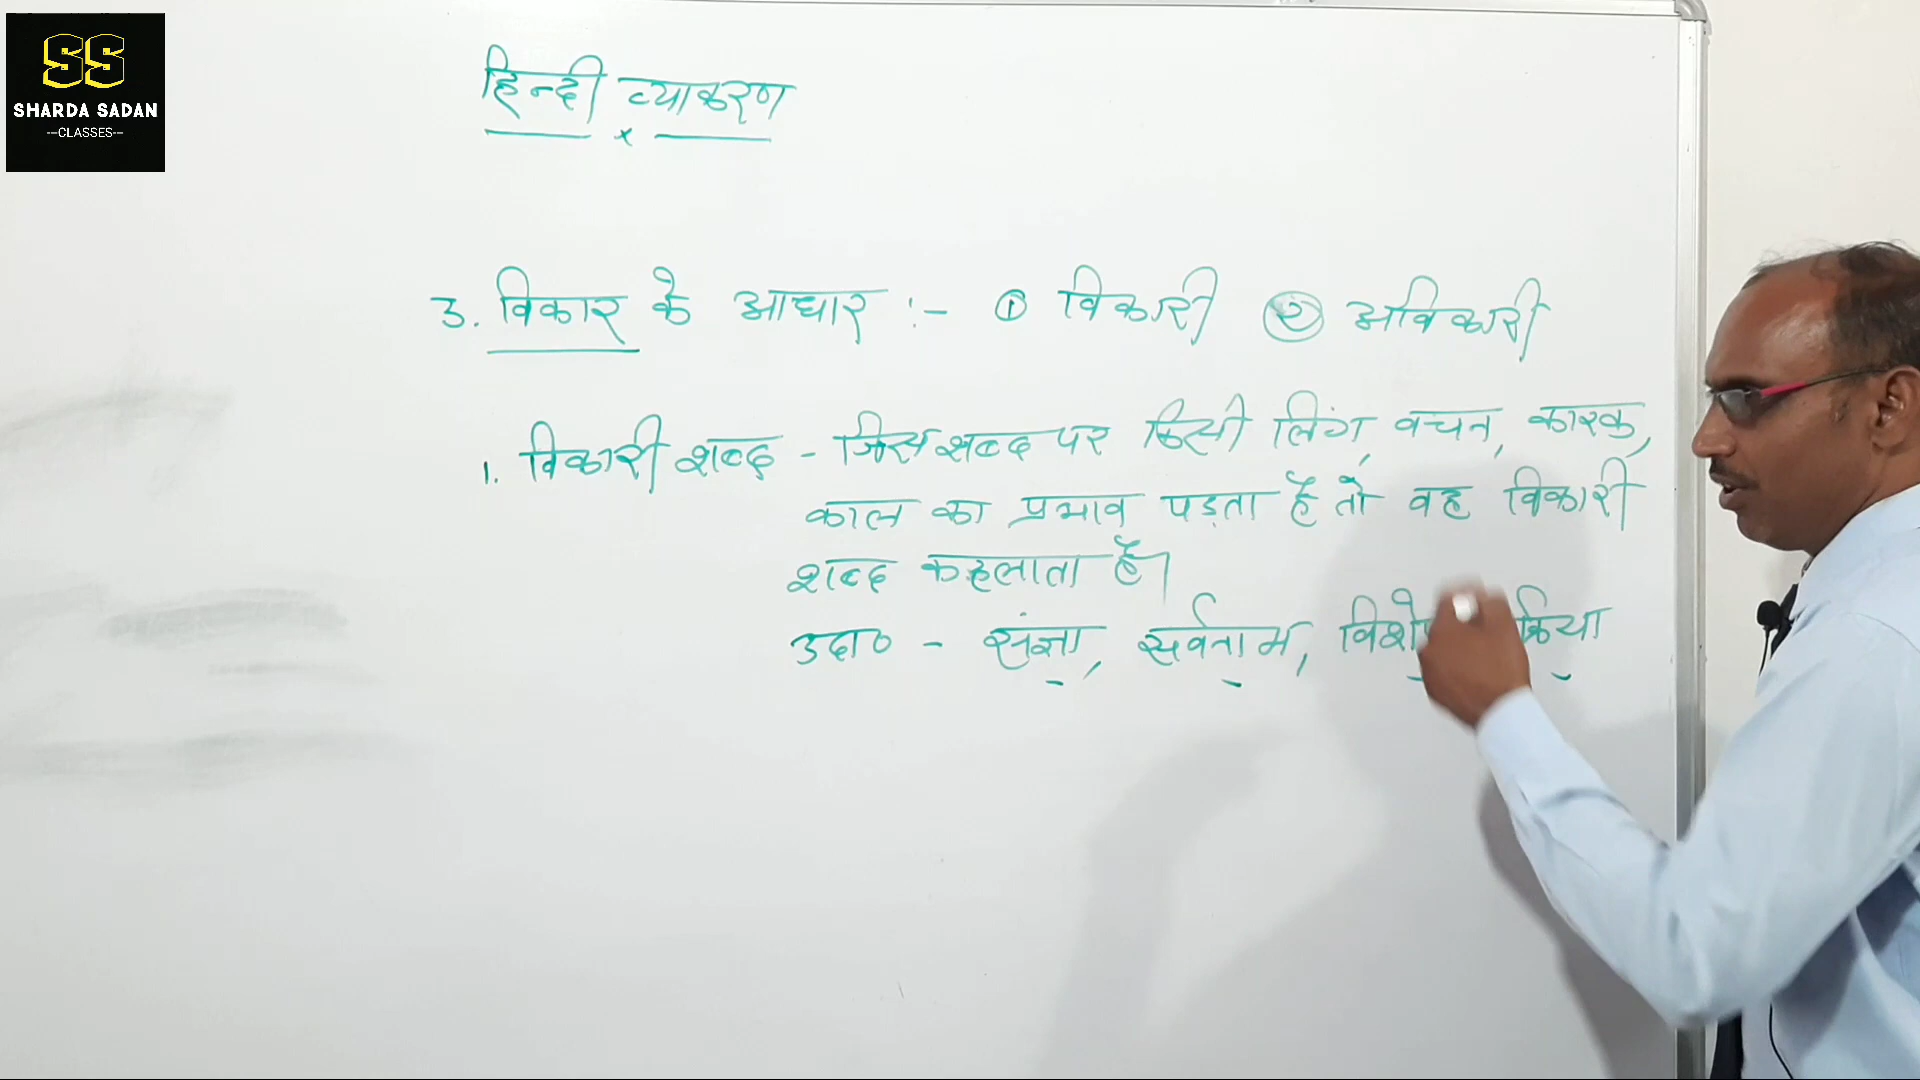 SS
SHARDA SADAN
--CLASSES--
हिन्दी व्याकरण
3. विकार के आधार :- ① विकारी ② अविकारी
1. विकारी शब्द - जिस शब्द पर किसी लिंग, वचन, कारक,
काल का प्रभाव पड़ता है तो वह विकारी
शब्द कहलाता है।
उदा० - संज्ञा, सर्वनाम, क्रिया